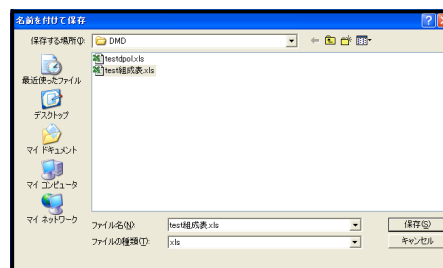 名前を付けて保存
保存する場所(I):
DMD
testdpol.xls
test組成表.xls
最近使ったファイル
デスクトップ
マイ ドキュメント
マイ コンピュータ
マイ ネットワーク
ファイル名(N):
test組成表.xls
保存(S)
ファイルの種類(T):
xls
キャンセル